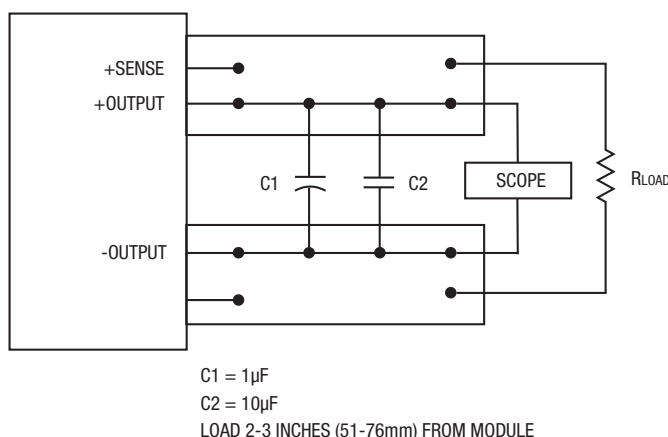 +SENSE
+OUTPUT
C1
C2
SCOPE
RLOAD
-OUTPUT
C1 = 1µF
C2 = 10µF
LOAD 2-3 INCHES (51-76mm) FROM MODULE